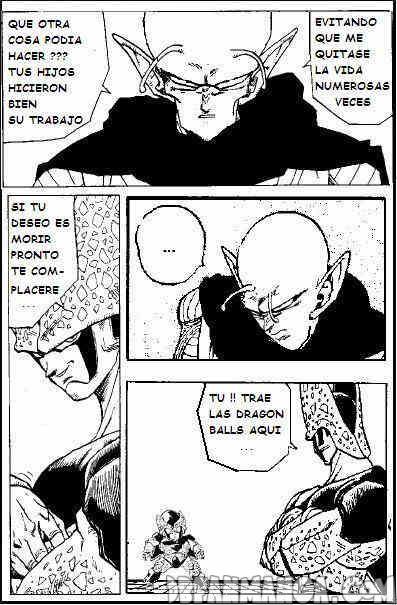 QUE OTRA
COSA PODIA
HACER ???
TUS HIJOS
HICIERON
BIEN
SU TRABAJO
EVITANDO
QUE ME
QUITASE
LA VIDA
NUMEROSAS
VECES
SI TU
DESEO ES
MORIR
PRONTO
TE COM-
PLACERE
...
...
TU !! TRAE
LAS DRAGON
BALLS AQUI
...